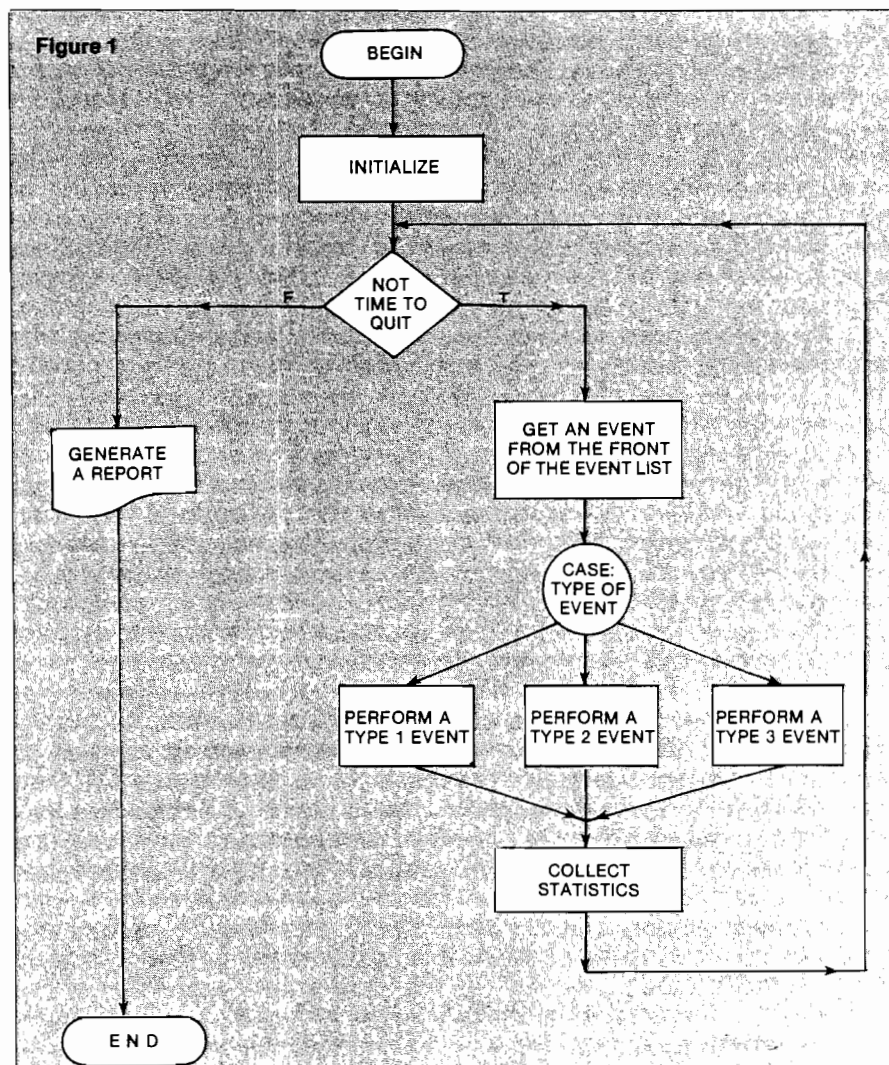 Figure 1
BEGIN
INITIALIZE
NOT
TIME TO
QUIT
F
T
GENERATE
A REPORT
GET AN EVENT
FROM THE FRONT
OF THE EVENT LIST
CASE:
TYPE OF
EVENT
PERFORM A
TYPE 1 EVENT
PERFORM A
TYPE 2 EVENT
PERFORM A
TYPE 3 EVENT
COLLECT
STATISTICS
END